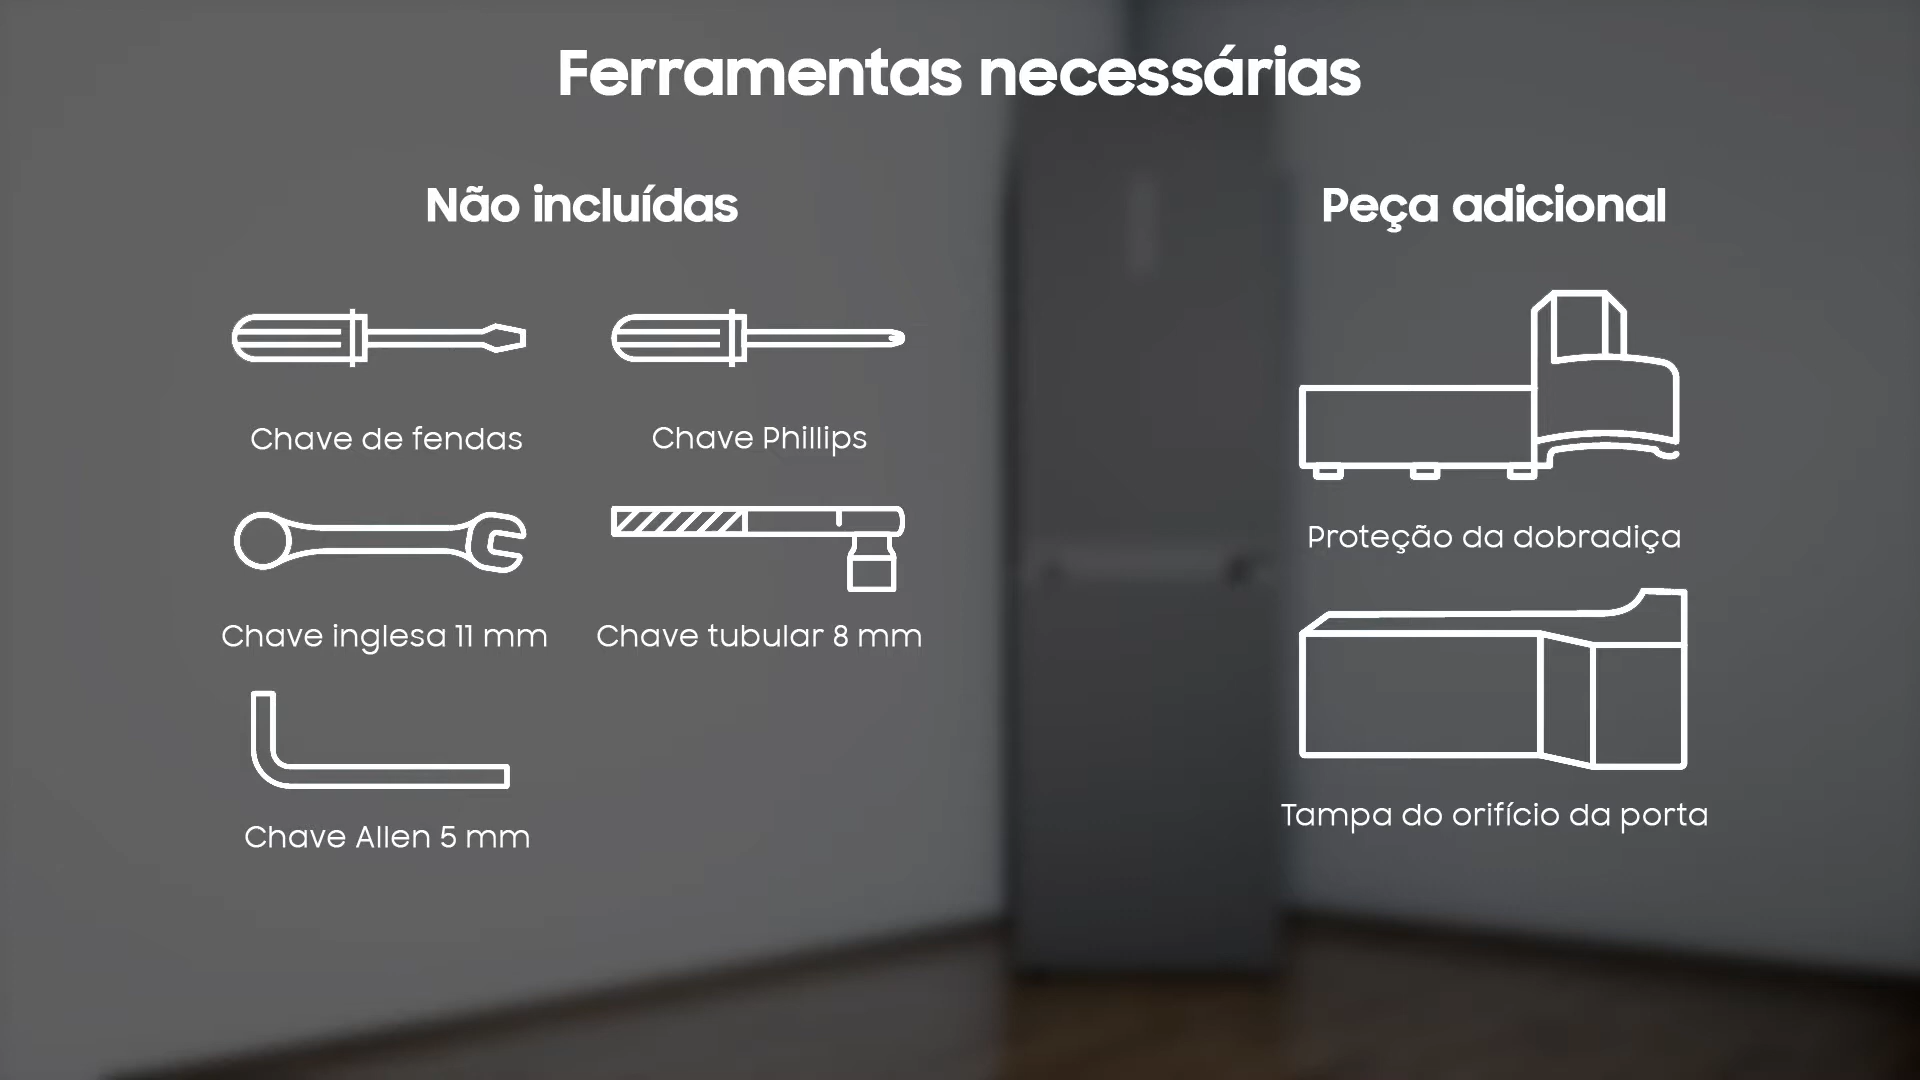 Ferramentas necessárias
Não incluídas
Chave de fendas
Chave Phillips
Chave inglesa 11 mm
Chave tubular 8 mm
Chave Allen 5 mm
Peça adicional
Proteção da dobradiça
Tampa do orifício da porta